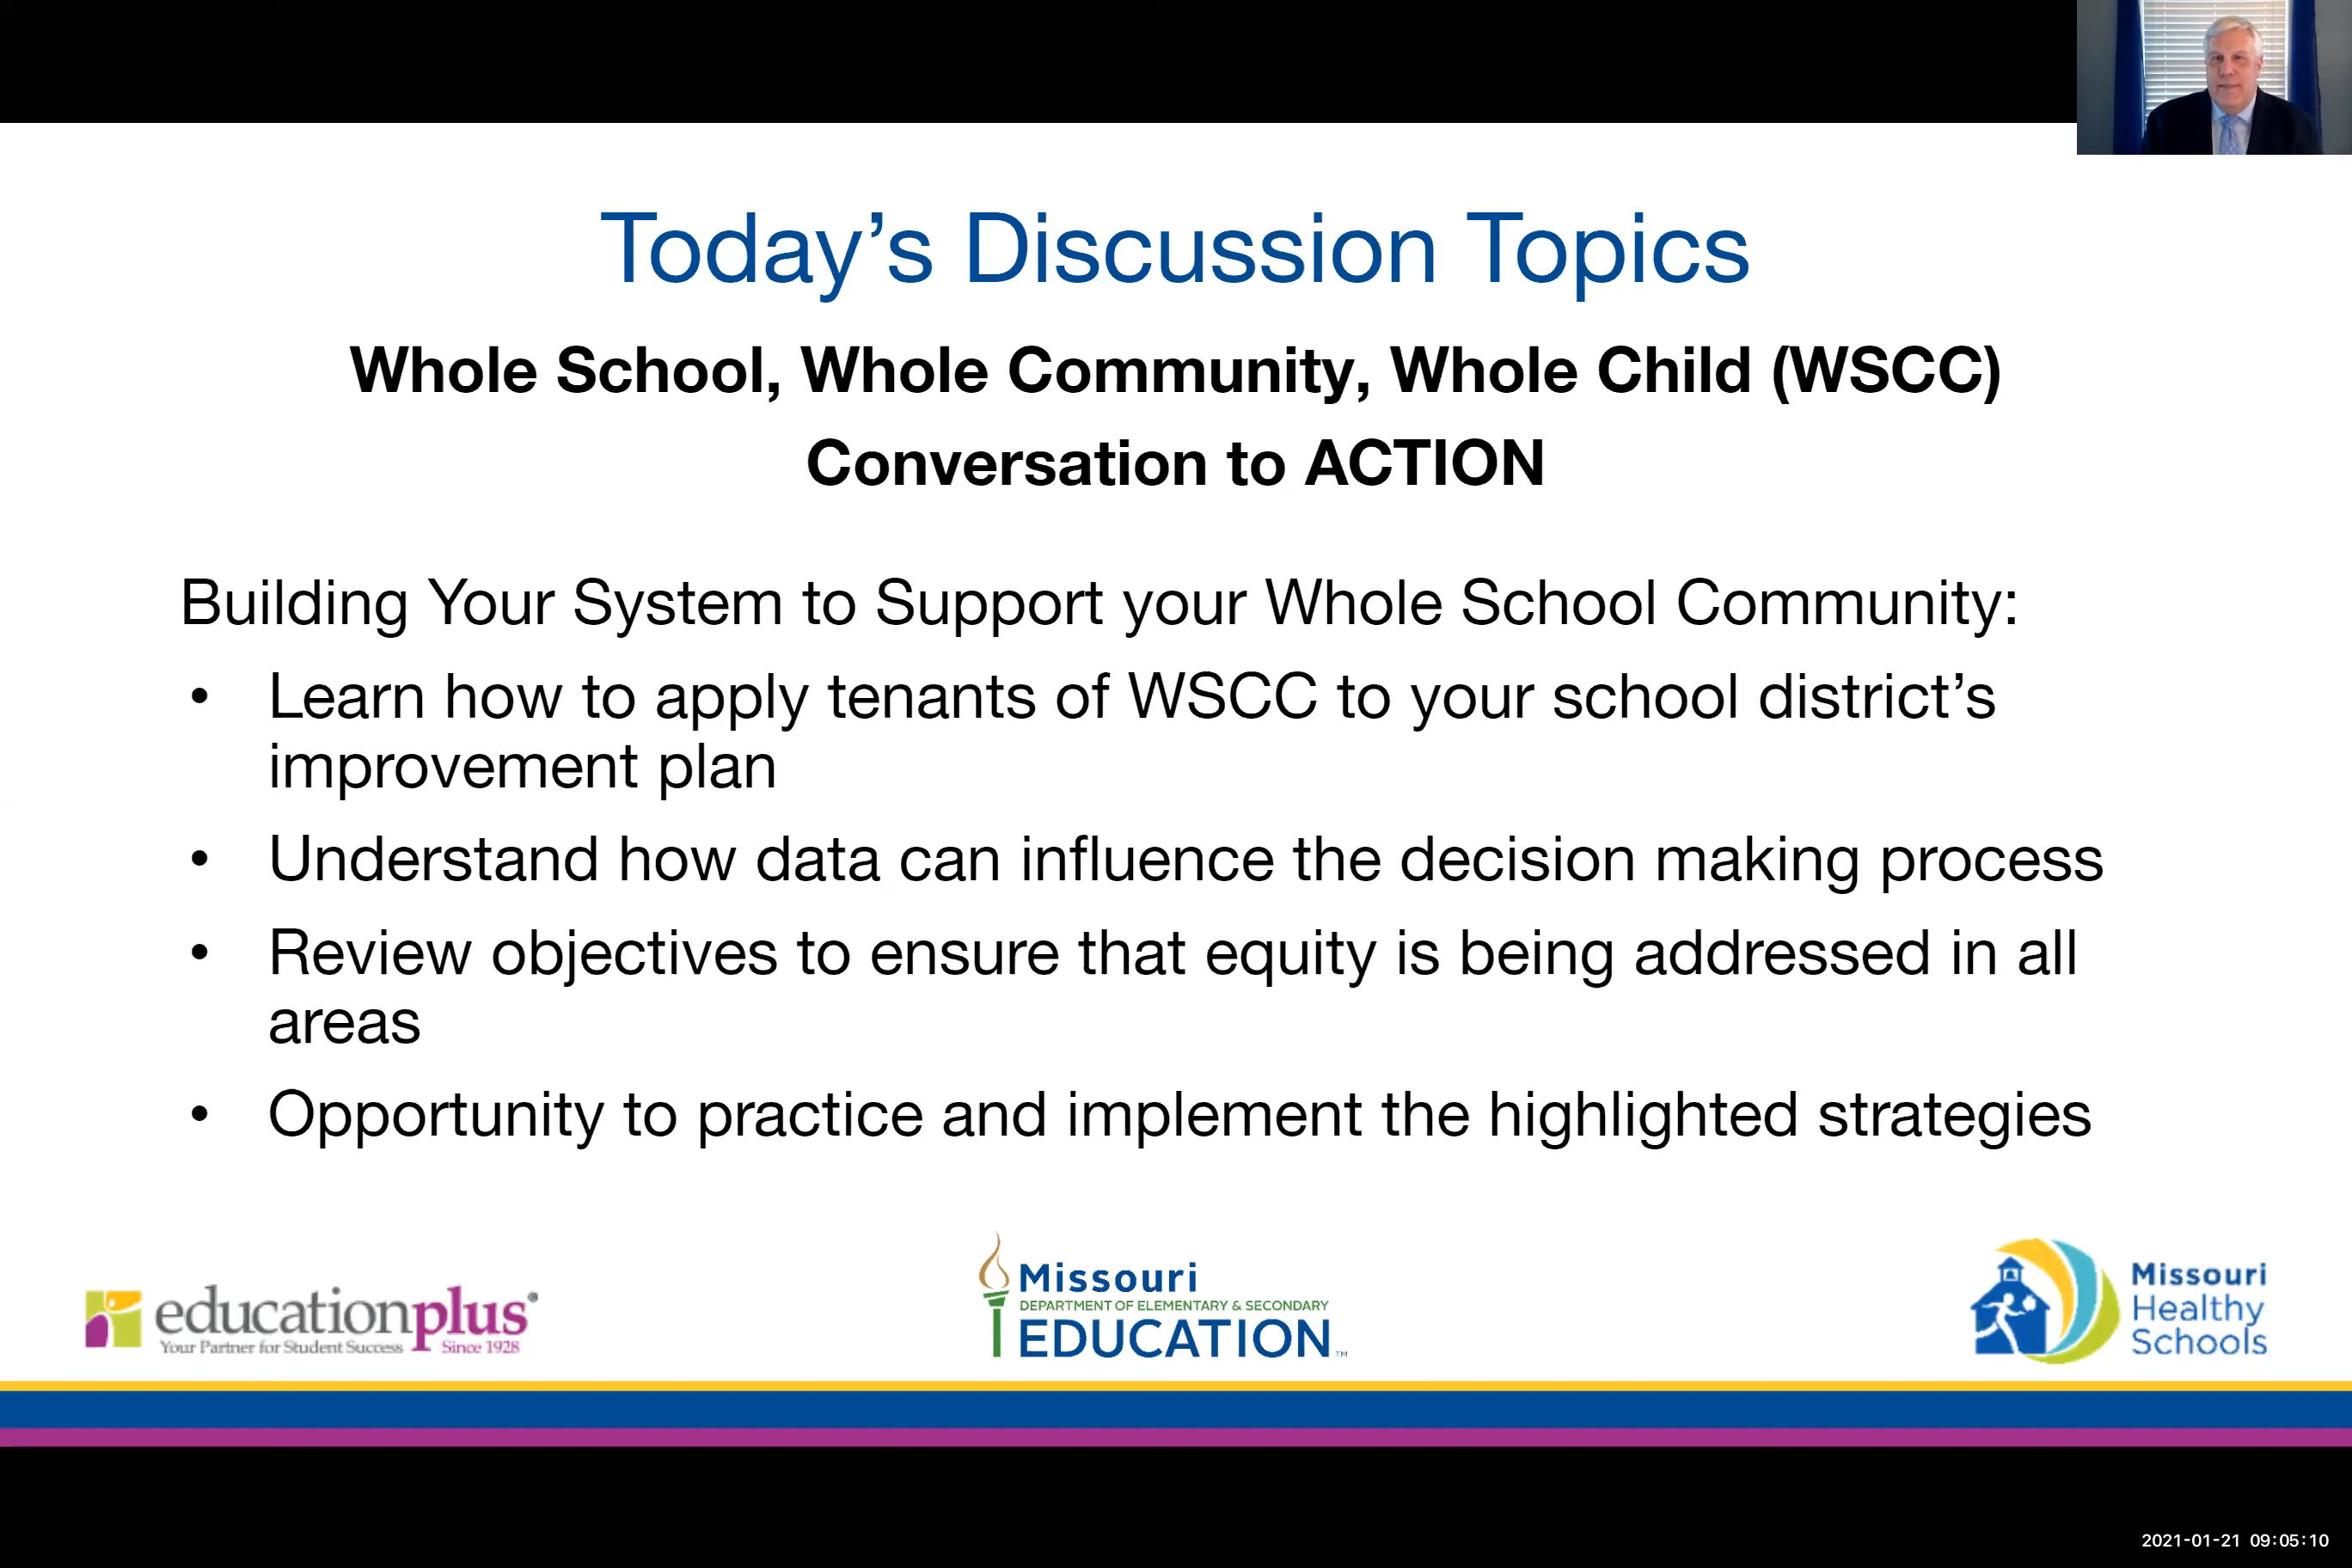 Today’s Discussion Topics
Whole School, Whole Community, Whole Child (WSCC)
Conversation to ACTION
Building Your System to Support your Whole School Community:
• Learn how to apply tenants of WSCC to your school district’s
improvement plan
• Understand how data can influence the decision making process
• Review objectives to ensure that equity is being addressed in all
areas
• Opportunity to practice and implement the highlighted strategies
educationplus®
Your Partner for Student Success Since 1928
Missouri
DEPARTMENT OF ELEMENTARY & SECONDARY
EDUCATION™
Missouri
Healthy
Schools
2021-01-21 09:05:10